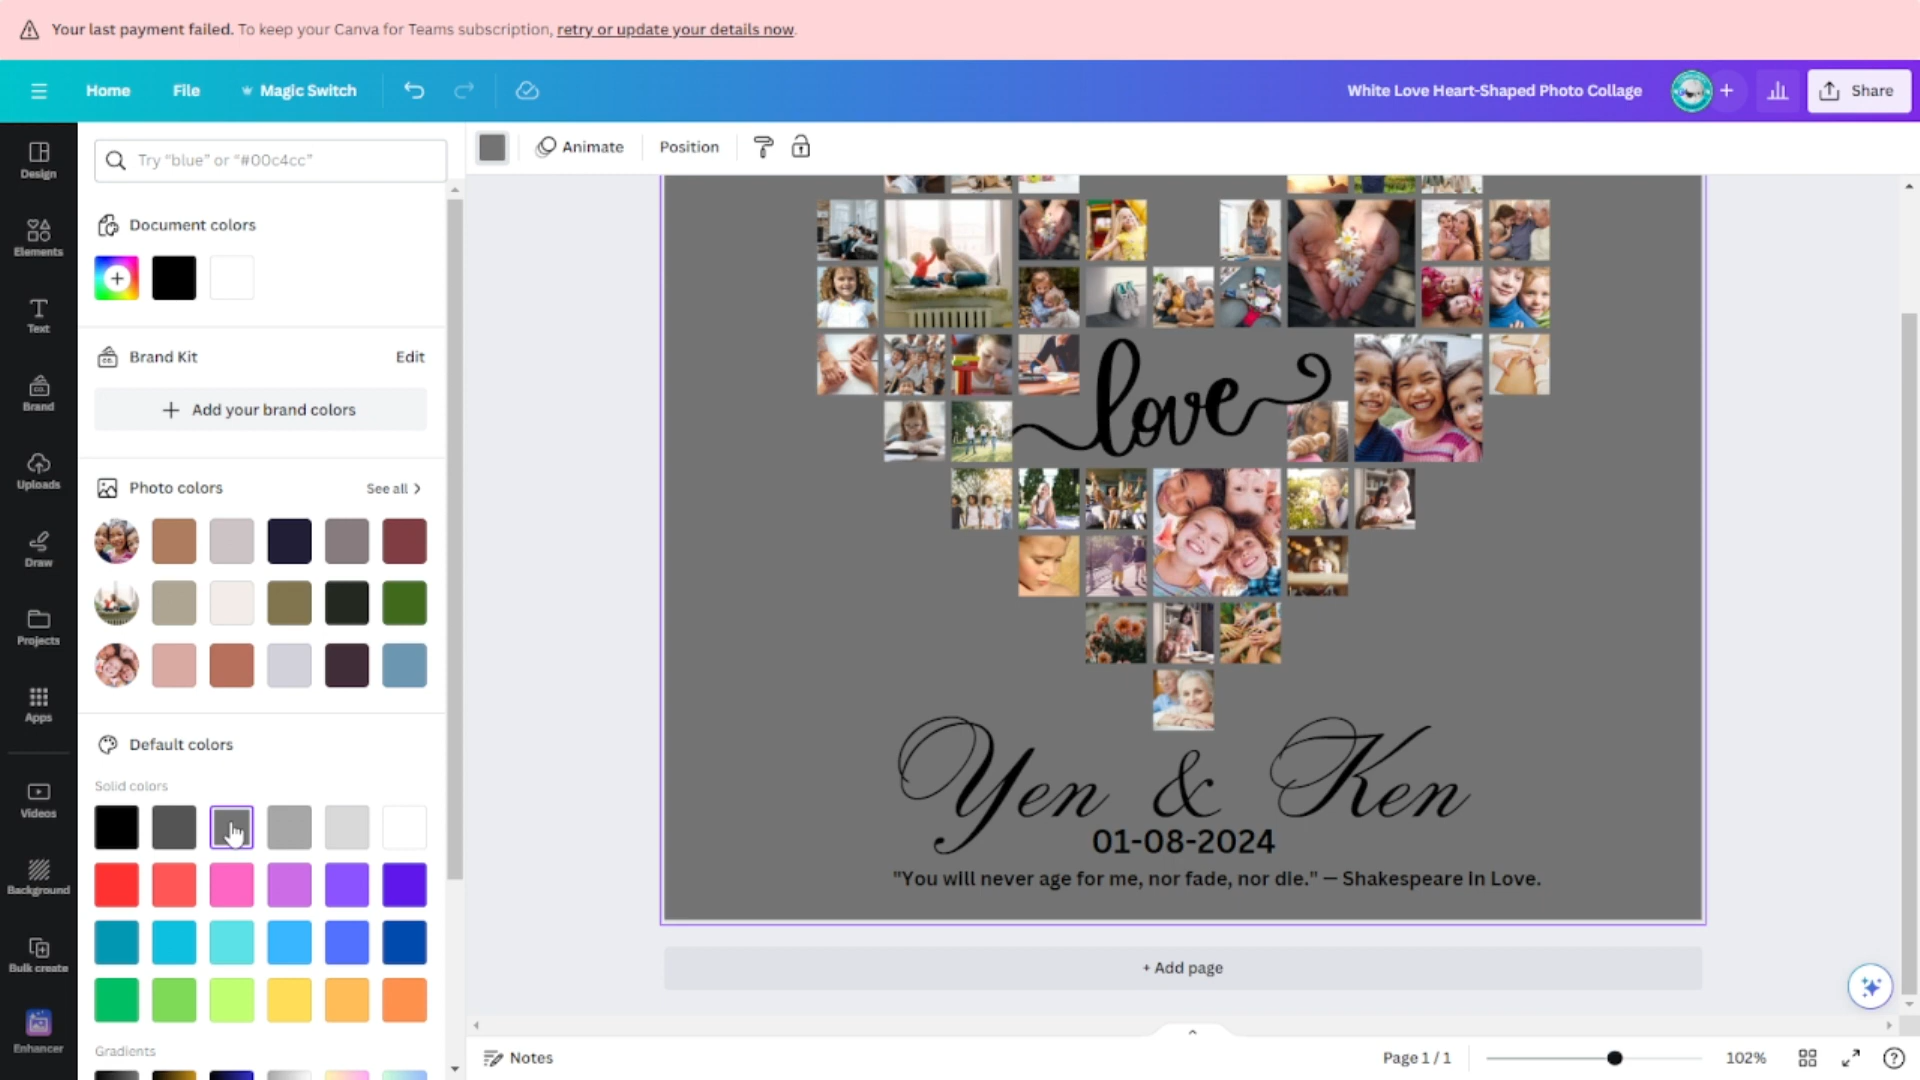 Your last payment failed. To keep your Canva for Teams subscription, retry or update your details now.
Home File Magic Switch White Love Heart-Shaped Photo Collage + Share
Design
Elements
Text
Brand
Uploads
Draw
Projects
Apps
Videos
Background
Bulk create
Enhancer
Try "blue" or "#00c4cc"
Document colors
Brand Kit Edit
+ Add your brand colors
Photo colors See all >
Default colors
Solid colors
Gradients
Animate Position
love
Yen & Ken
01-08-2024
"You will never age for me, nor fade, nor die." – Shakespeare In Love.
+ Add page
Notes Page 1 / 1 102%